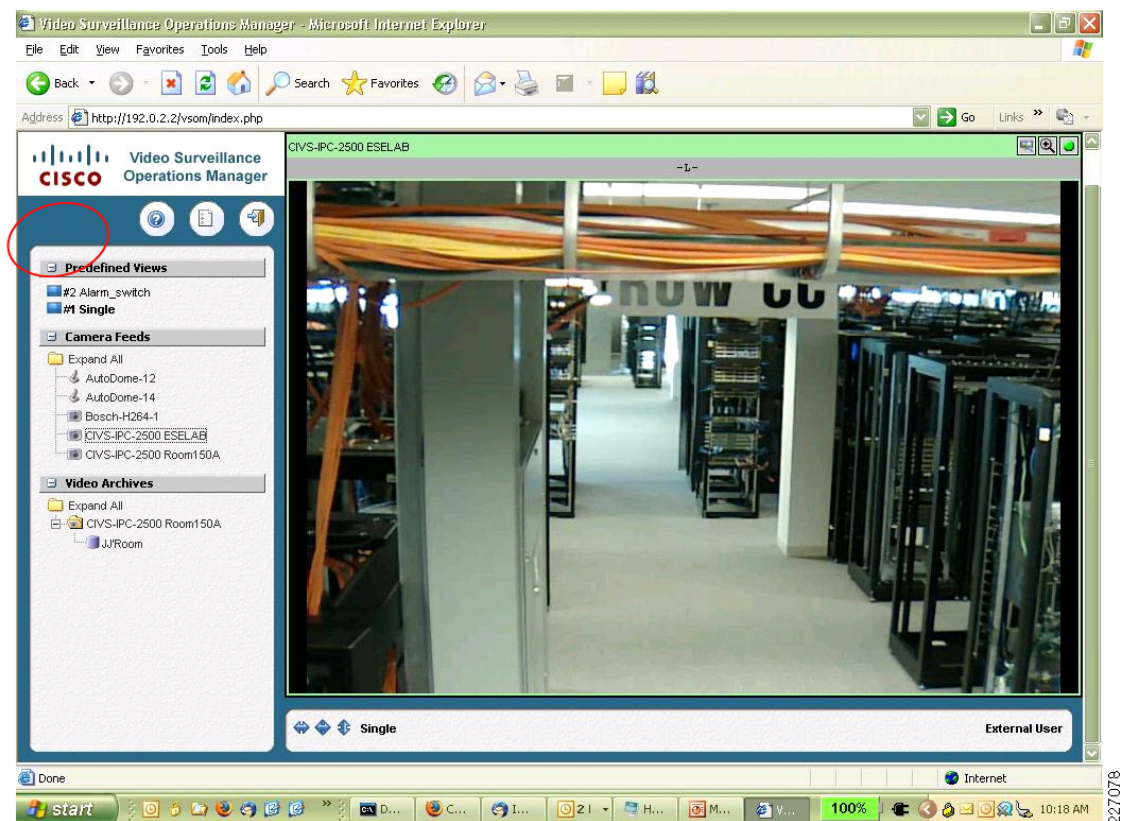 Video Surveillance Operations Manager - Microsoft Internet Explorer
File Edit View Favorites Tools Help
Back Search Favorites
Address http://192.0.2.2/vsom/index.php Go Links »
CISCO
Video Surveillance
Operations Manager
Predefined Views
#2 Alarm_switch
#1 Single
Camera Feeds
Expand All
AutoDome-12
AutoDome-14
Bosch-H264-1
CIVS-IPC-2500 ESELAB
CIVS-IPC-2500 Room150A
Video Archives
Expand All
CIVS-IPC-2500 Room150A
JJ'Room
CIVS-IPC-2500 ESELAB
-L-
ROW CC
Single
External User
Done
Internet
start » D... C... I... 2 I H... M... V... 100% 10:18 AM
227078